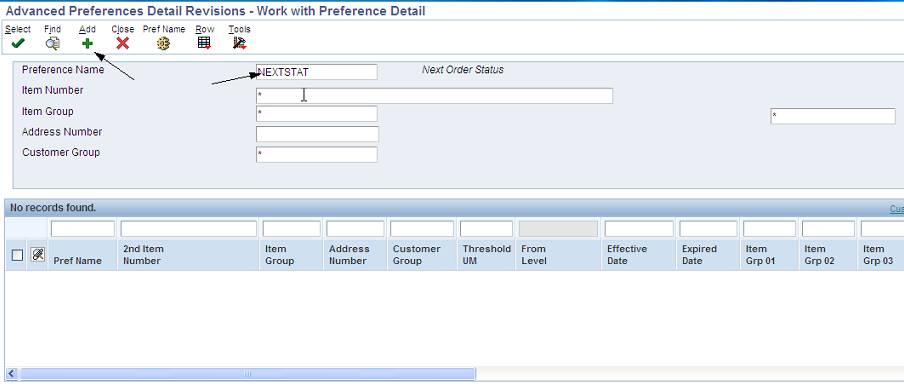 Advanced Preferences Detail Revisions - Work with Preference Detail
Select Find Add Close Pref Name Row Tools
Preference Name NEXTSTAT Next Order Status
Item Number *
Item Group * *
Address Number
Customer Group *
No records found. Cus
Pref Name 2nd Item Number Item Group Address Number Customer Group Threshold UM From Level Effective Date Expired Date Item Grp 01 Item Grp 02 Item Grp 03